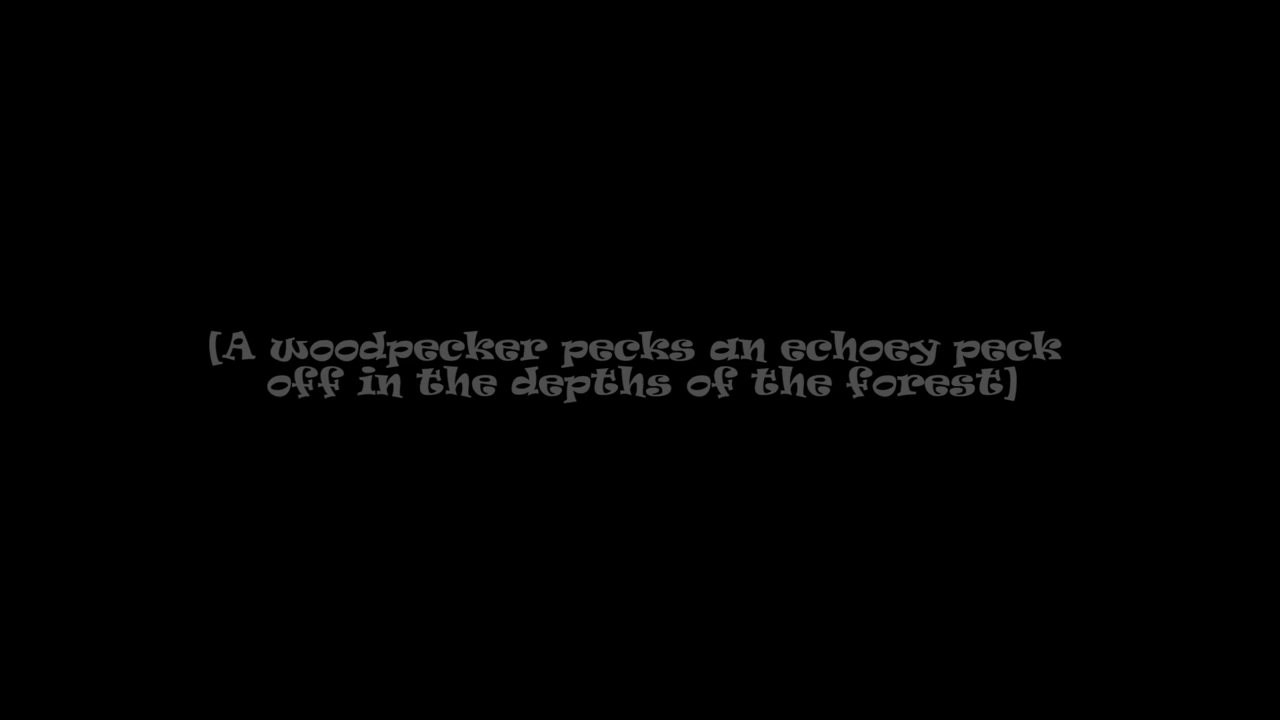 (A woodpecker pecks an echoey peck
off in the depths of the forest)